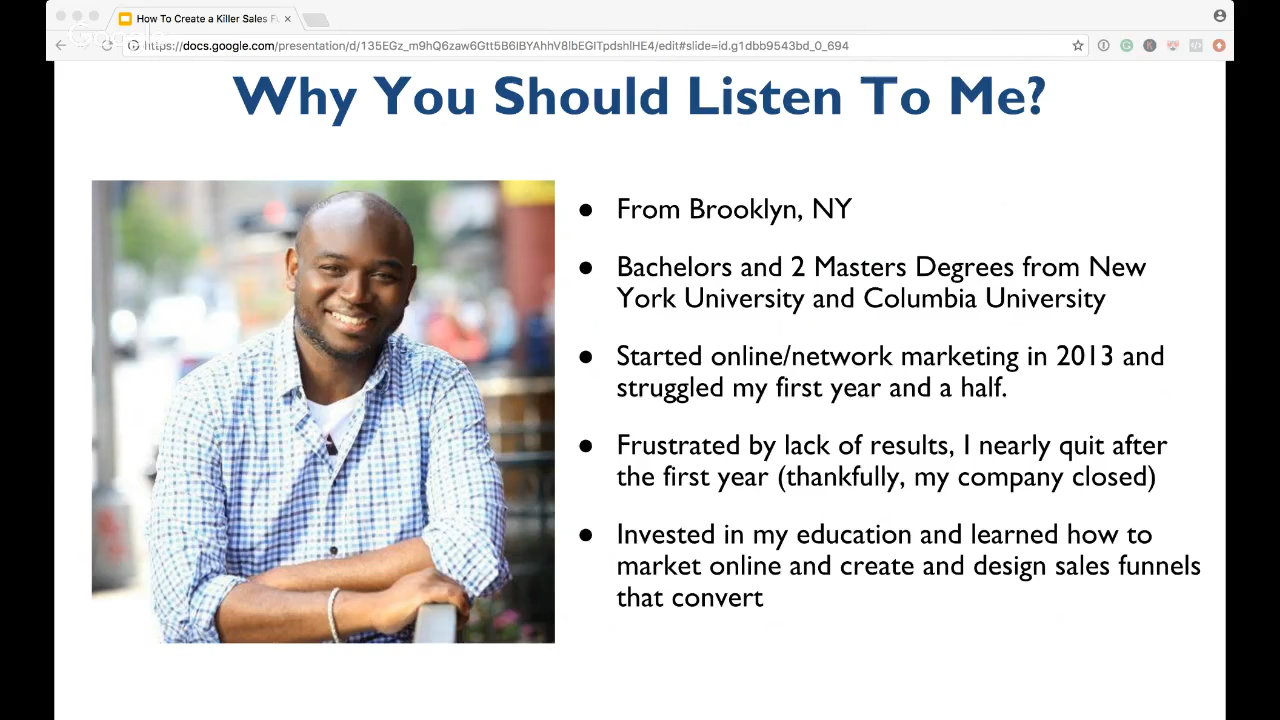 How To Create a Killer Sales Fu
https://docs.google.com/presentation/d/135EGz_m9hQ6zaw6Gtt5B6lBYAhhV8lbEGlTpdshlHE4/edit#slide=id.g1dbb9543bd_0_694
Google
Why You Should Listen To Me?
● From Brooklyn, NY
● Bachelors and 2 Masters Degrees from New
York University and Columbia University
● Started online/network marketing in 2013 and
struggled my first year and a half.
● Frustrated by lack of results, I nearly quit after
the first year (thankfully, my company closed)
● Invested in my education and learned how to
market online and create and design sales funnels
that convert